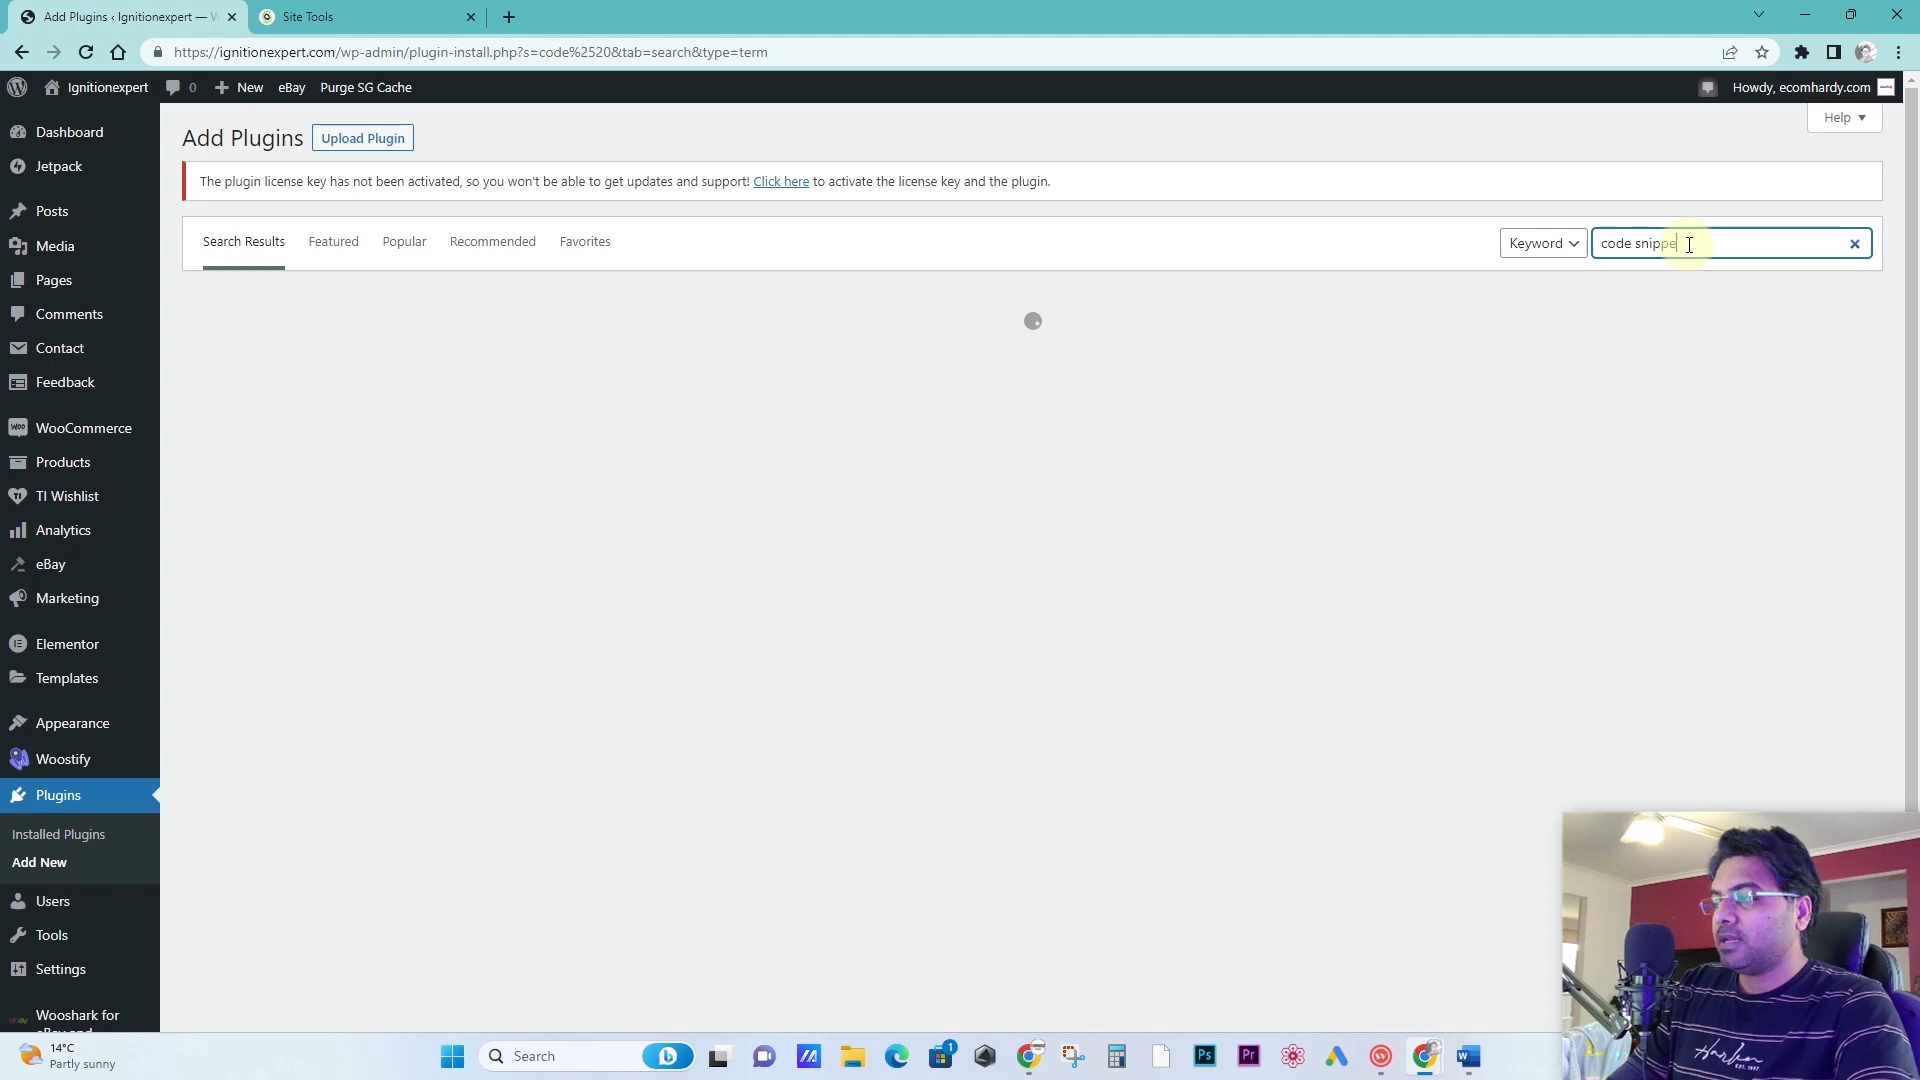 Add Plugins ‹ Ignitionexpert — W
Site Tools
https://ignitionexpert.com/wp-admin/plugin-install.php?s=code%2520&tab=search&type=term
Ignitionexpert
0
New
eBay
Purge SG Cache
Howdy, ecomhardy.com
Dashboard
Jetpack
Posts
Media
Pages
Comments
Contact
Feedback
WooCommerce
Products
TI Wishlist
Analytics
eBay
Marketing
Elementor
Templates
Appearance
Woostify
Plugins
Installed Plugins
Add New
Users
Tools
Settings
Wooshark for
eBay and
Add Plugins
Upload Plugin
Help
The plugin license key has not been activated, so you won't be able to get updates and support! Click here to activate the license key and the plugin.
Search Results
Featured
Popular
Recommended
Favorites
Keyword
code snippe
14°C
Partly sunny
Search
1
Ps
Pr
W